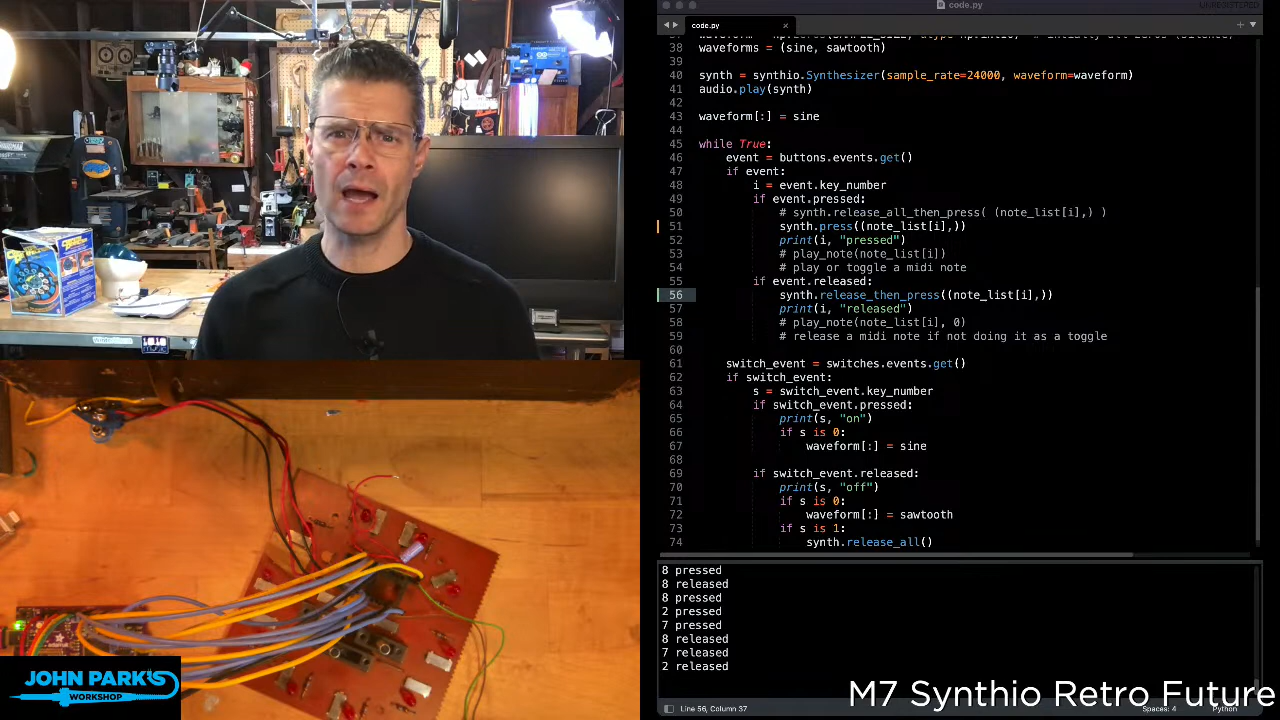 code.py
UNREGISTERED
code.py
38 waveforms = (sine, sawtooth)
39
40 synth = synthio.Synthesizer(sample_rate=24000, waveform=waveform)
41 audio.play(synth)
42
43 waveform[:] = sine
44
45 while True:
46 event = buttons.events.get()
47 if event:
48 i = event.key_number
49 if event.pressed:
50 # synth.release_all_then_press( (note_list[i],) )
51 synth.press((note_list[i],))
52 print(i, "pressed")
53 # play_note(note_list[i])
54 # play or toggle a midi note
55 if event.released:
56 synth.release_then_press((note_list[i],))
57 print(i, "released")
58 # play_note(note_list[i], 0)
59 # release a midi note if not doing it as a toggle
60
61 switch_event = switches.events.get()
62 if switch_event:
63 s = switch_event.key_number
64 if switch_event.pressed:
65 print(s, "on")
66 if s is 0:
67 waveform[:] = sine
68
69 if switch_event.released:
70 print(s, "off")
71 if s is 0:
72 waveform[:] = sawtooth
73 if s is 1:
74 synth.release_all()
8 pressed
8 released
8 pressed
2 pressed
7 pressed
8 released
7 released
2 released
Line 56, Column 37
Spaces: 4
Python
JOHN PARK'S
WORKSHOP
M7 Synthio Retro Future